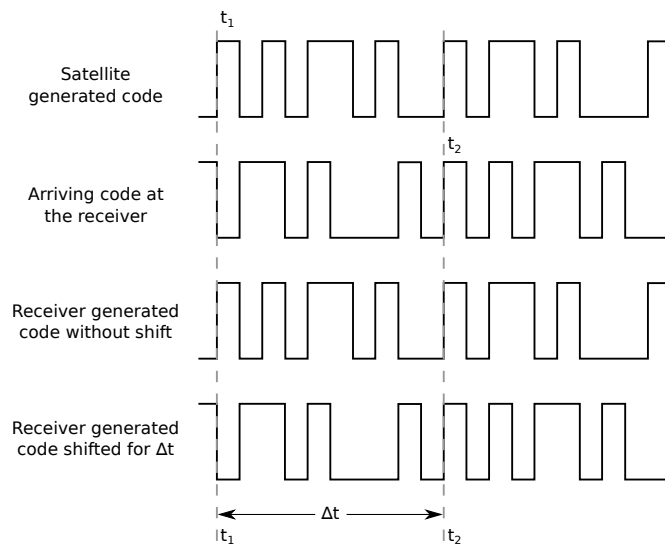 t1
Satellite
generated code
t2
Arriving code at
the receiver
Receiver generated
code without shift
Receiver generated
code shifted for Δt
Δt
t1
t2